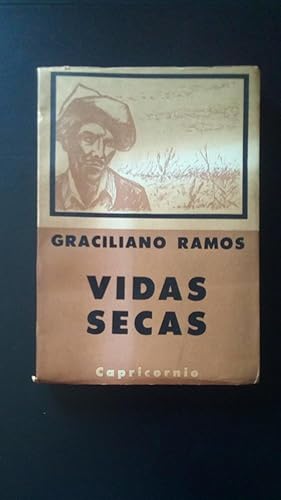 GRACILIANO RAMOS
VIDAS
SECAS
Capricornio